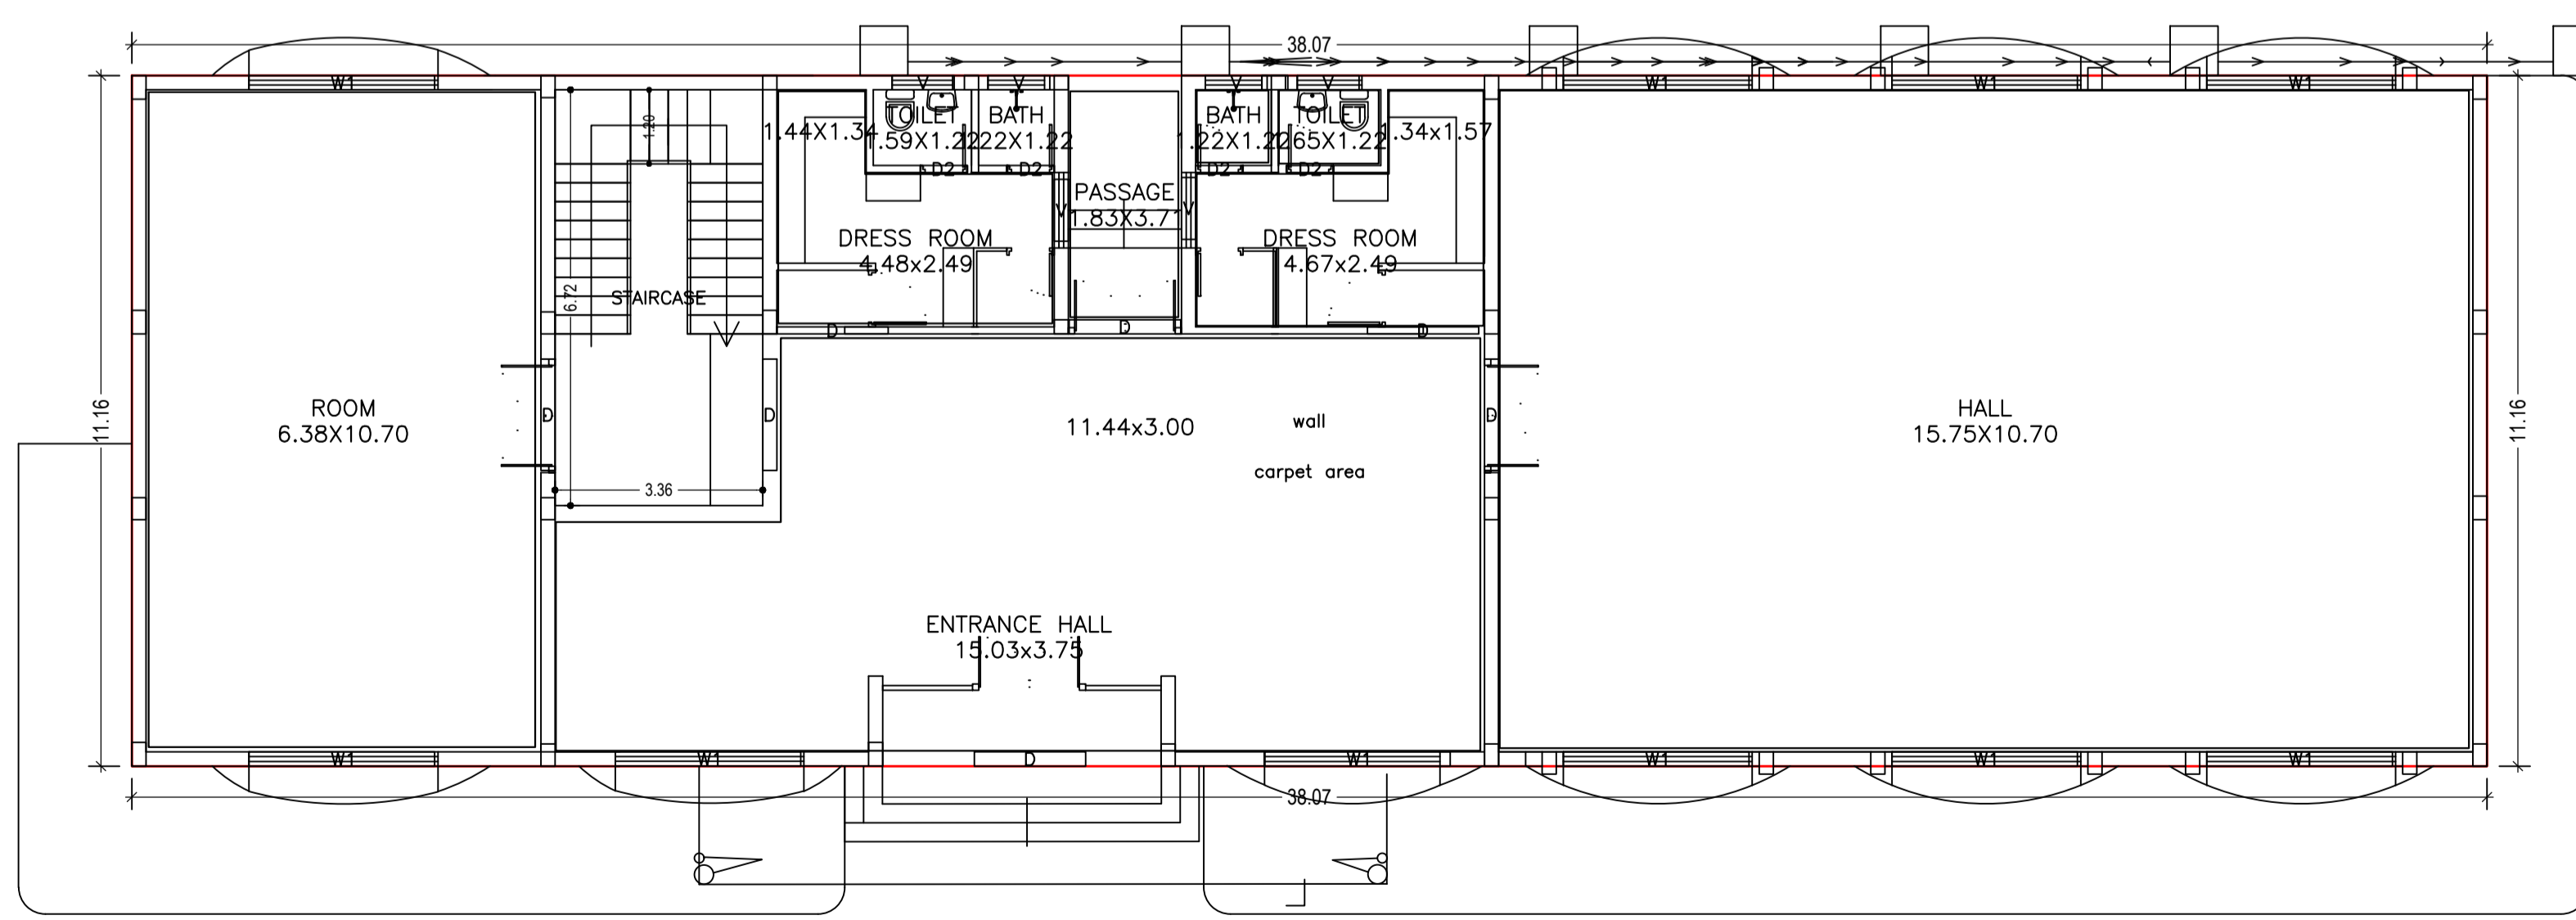 38.07
W1
V
V
V
V
W1
W1
W1
1.20
1.44X1.34
TOILET
1.59X1.22
BATH
1.22X1.22
BATH
1.22X1.22
TOILET
1.65X1.22
1.34x1.57
D2
D2
D2
D2
PASSAGE
1.83X3.71
V
V
DRESS ROOM
4.48x2.49
DRESS ROOM
4.67x2.49
6.72
STAIRCASE
D
D
D
11.16
ROOM
6.38X10.70
D
D
11.44x3.00
wall
carpet area
D
HALL
15.75X10.70
11.16
3.36
ENTRANCE HALL
15.03x3.75
W1
W1
D
W1
W1
W1
W1
38.07